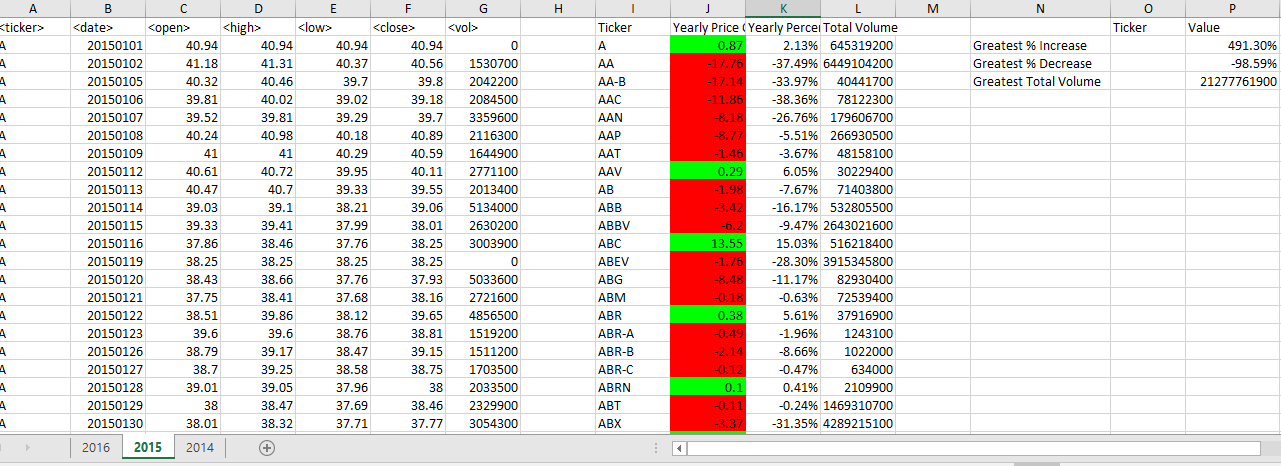 A B C D E F G H I J K L M N O P
<ticker> <date> <open> <high> <low> <close> <vol> Ticker Yearly Price ( Yearly Percer Total Volume Ticker Value
A 20150101 40.94 40.94 40.94 40.94 0 A 0.87 2.13% 645319200 Greatest % Increase 491.30%
A 20150102 41.18 41.31 40.37 40.56 1530700 AA -17.76 -37.49% 6449104200 Greatest % Decrease -98.59%
A 20150105 40.32 40.46 39.7 39.8 2042200 AA-B -17.14 -33.97% 40441700 Greatest Total Volume 21277761900
A 20150106 39.81 40.02 39.02 39.18 2084500 AAC -11.86 -38.36% 78122300
A 20150107 39.52 39.81 39.29 39.7 3359600 AAN -8.18 -26.76% 179606700
A 20150108 40.24 40.98 40.18 40.89 2116300 AAP -8.77 -5.51% 266930500
A 20150109 41 41 40.29 40.59 1644900 AAT -1.46 -3.67% 48158100
A 20150112 40.61 40.72 39.95 40.11 2771100 AAV 0.29 6.05% 30229400
A 20150113 40.47 40.7 39.33 39.55 2013400 AB -1.98 -7.67% 71403800
A 20150114 39.03 39.1 38.21 39.06 5134000 ABB -3.42 -16.17% 532805500
A 20150115 39.33 39.41 37.99 38.01 2630200 ABBV -6.2 -9.47% 2643021600
A 20150116 37.86 38.46 37.76 38.25 3003900 ABC 13.55 15.03% 516218400
A 20150119 38.25 38.25 38.25 38.25 0 ABEV -1.76 -28.30% 3915345800
A 20150120 38.43 38.66 37.76 37.93 5033600 ABG -8.48 -11.17% 82930400
A 20150121 37.75 38.41 37.68 38.16 2721600 ABM -0.18 -0.63% 72539400
A 20150122 38.51 39.86 38.12 39.65 4856500 ABR 0.38 5.61% 37916900
A 20150123 39.6 39.6 38.76 38.81 1519200 ABR-A -0.49 -1.96% 1243100
A 20150126 38.79 39.17 38.47 39.15 1511200 ABR-B -2.14 -8.66% 1022000
A 20150127 38.7 39.25 38.58 38.75 1703500 ABR-C -0.12 -0.47% 634000
A 20150128 39.01 39.05 37.96 38 2033500 ABRN 0.1 0.41% 2109900
A 20150129 38 38.47 37.69 38.46 2329900 ABT -0.11 -0.24% 1469310700
A 20150130 38.01 38.32 37.71 37.77 3054300 ABX -3.37 -31.35% 4289215100
2016 2015 2014